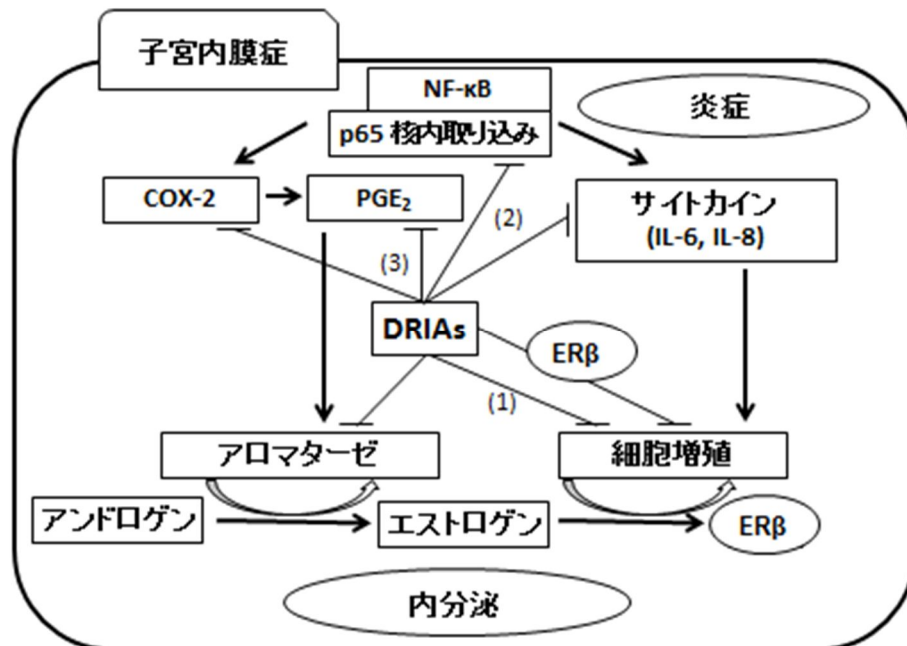 子宮内膜症
NF-κB
p65 核内取り込み
炎症
COX-2
PGE₂
サイトカイン
(IL-6, IL-8)
(2)
(3)
DRIAs
ERβ
(1)
アロマターゼ
細胞増殖
アンドロゲン
エストロゲン
ERβ
内分泌